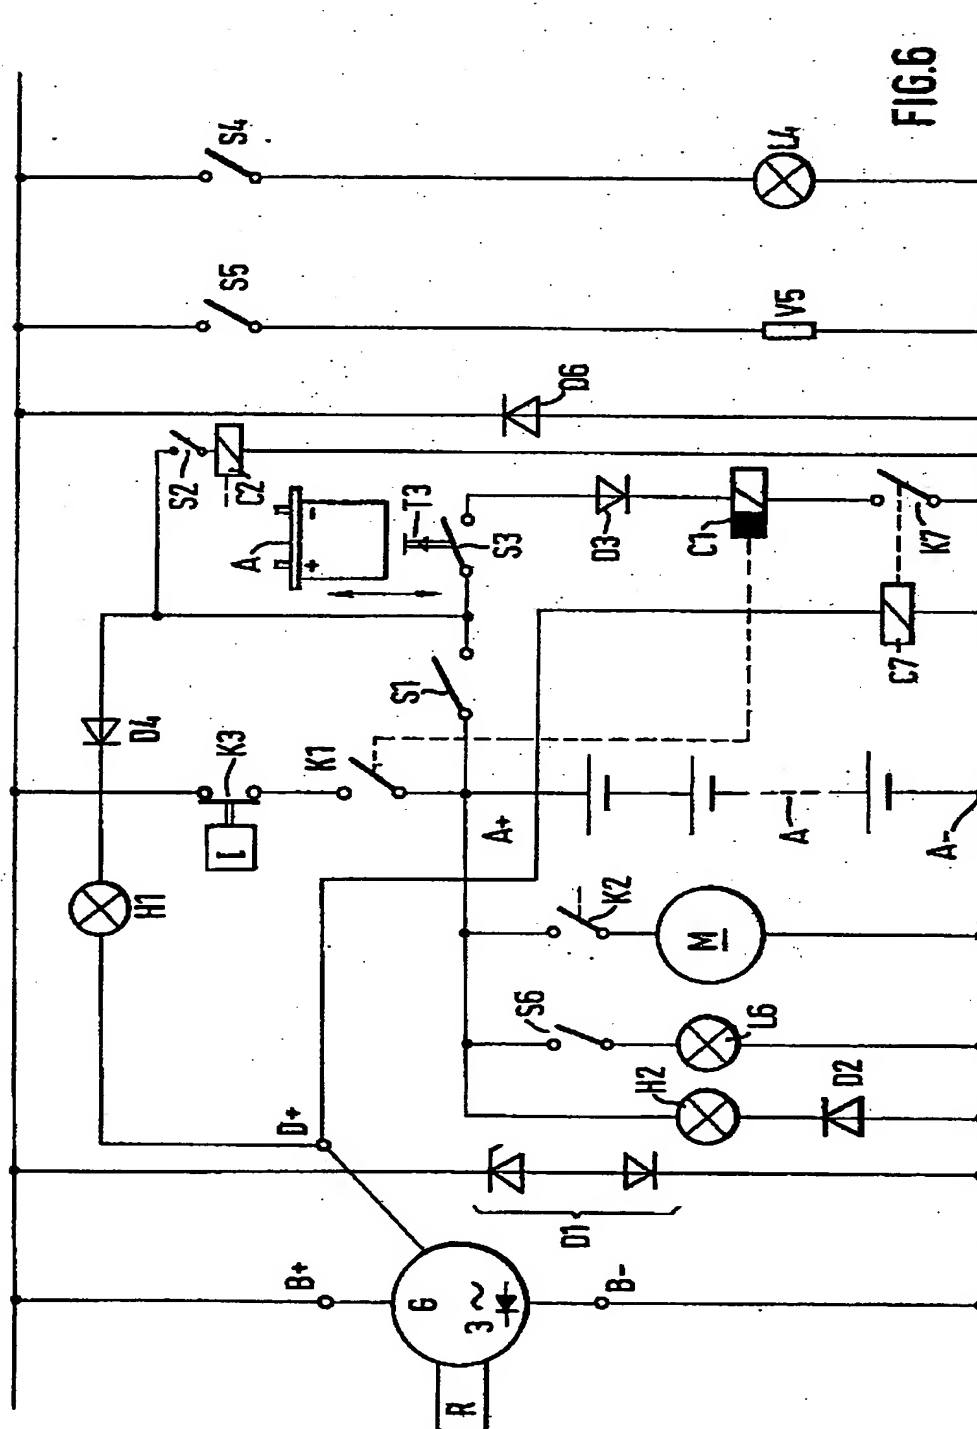 FIG.6
S4
L4
S5
V5
D6
S2
C2
A
+
-
T3
S3
D3
C1
K7
C7
S1
D4
K3
K1
A+
A
A-
H1
K2
M
S6
L6
H2
D2
D+
D1
B+
G
3 ~
B-
R